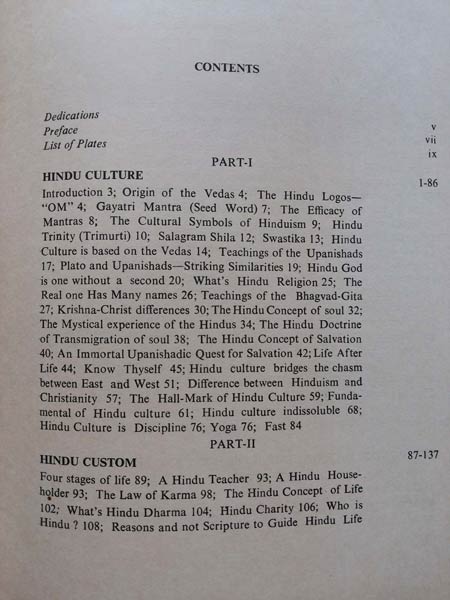 CONTENTS
Dedications v
Preface vii
List of Plates ix
PART-I
HINDU CULTURE 1-86
Introduction 3; Origin of the Vedas 4; The Hindu Logos—
"OM" 4; Gayatri Mantra (Seed Word) 7; The Efficacy of
Mantras 8; The Cultural Symbols of Hinduism 9; Hindu
Trinity (Trimurti) 10; Salagram Shila 12; Swastika 13; Hindu
Culture is based on the Vedas 14; Teachings of the Upanishads
17; Plato and Upanishads—Striking Similarities 19; Hindu God
is one without a second 20; What's Hindu Religion 25; The
Real one Has Many names 26; Teachings of the Bhagvad-Gita
27; Krishna-Christ differences 30; The Hindu Concept of soul 32;
The Mystical experience of the Hindus 34; The Hindu Doctrine
of Transmigration of soul 38; The Hindu Concept of Salvation
40; An Immortal Upanishadic Quest for Salvation 42; Life After
Life 44; Know Thyself 45; Hindu culture bridges the chasm
between East and West 51; Difference between Hinduism and
Christianity 57; The Hall-Mark of Hindu Culture 59; Funda-
mental of Hindu culture 61; Hindu culture indissoluble 68;
Hindu Culture is Discipline 76; Yoga 76; Fast 84
PART-II
HINDU CUSTOM 87-137
Four stages of life 89; A Hindu Teacher 93; A Hindu House-
holder 93; The Law of Karma 98; The Hindu Concept of Life
102; What's Hindu Dharma 104; Hindu Charity 106; Who is
Hindu ? 108; Reasons and not Scripture to Guide Hindu Life